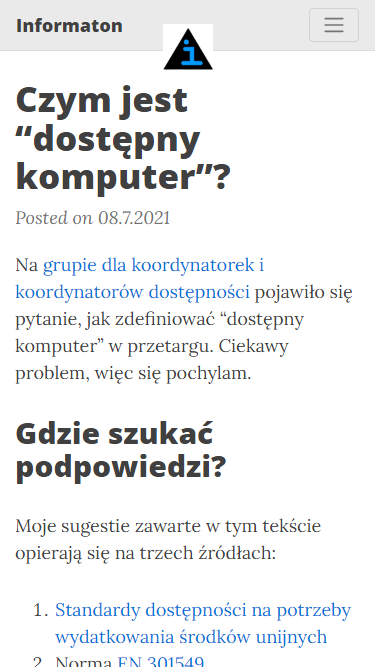 Informaton
Czym jest
“dostępny
komputer”?
Posted on 08.7.2021
Na grupie dla koordynatorek i
koordynatorów dostępności pojawiło się
pytanie, jak zdefiniować “dostępny
komputer” w przetargu. Ciekawy
problem, więc się pochylam.
Gdzie szukać
podpowiedzi?
Moje sugestie zawarte w tym tekście
opierają się na trzech źródłach:
1. Standardy dostępności na potrzeby
wydatkowania środków unijnych
2. Norma EN 301549